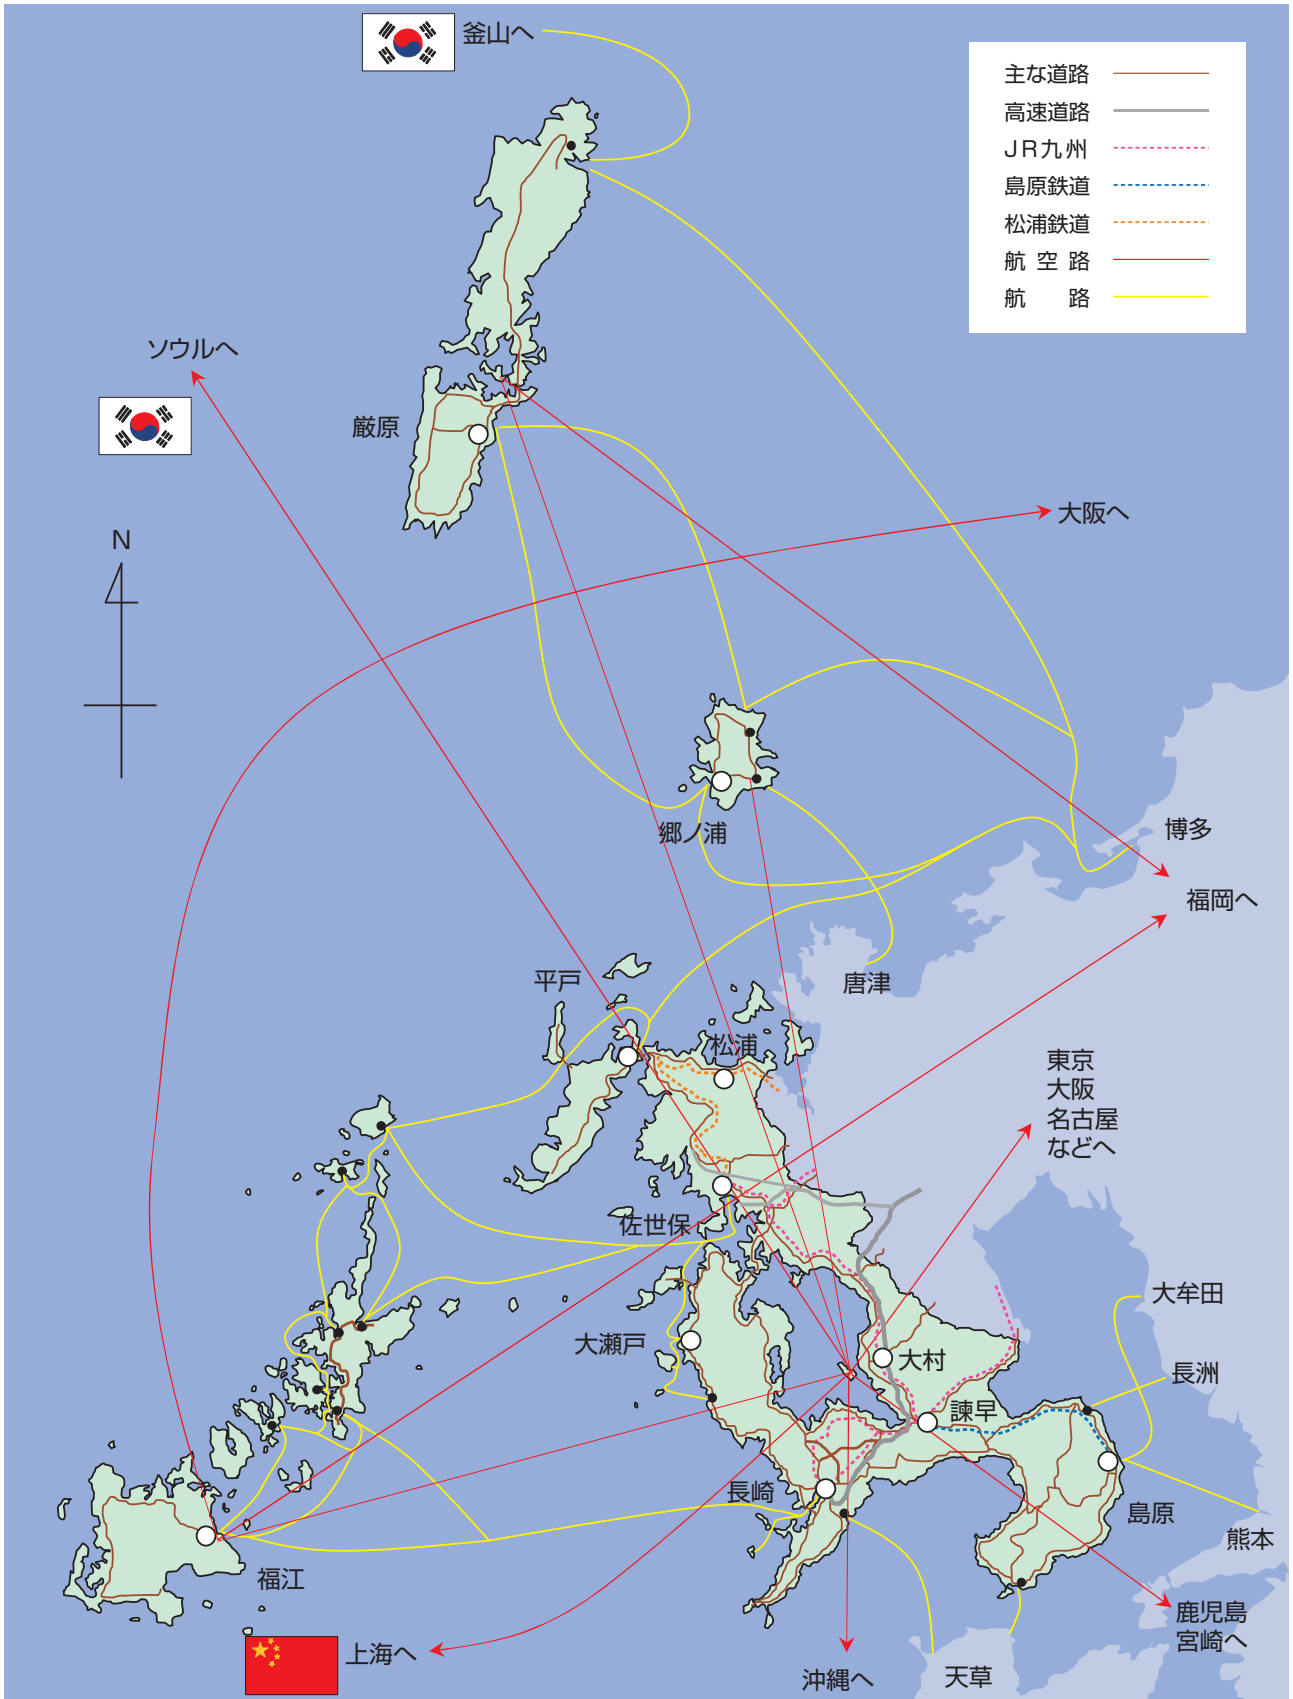 釜山へ
主な道路
高速道路
JR九州
島原鉄道
松浦鉄道
航空路
航路
ソウルへ
厳原
大阪へ
N
郷ノ浦
博多
福岡へ
唐津
平戸
松浦
東京
大阪
名古屋
などへ
佐世保
大牟田
大瀬戸
大村
長洲
諫早
長崎
島原
熊本
福江
鹿児島
宮崎へ
上海へ
沖縄へ
天草